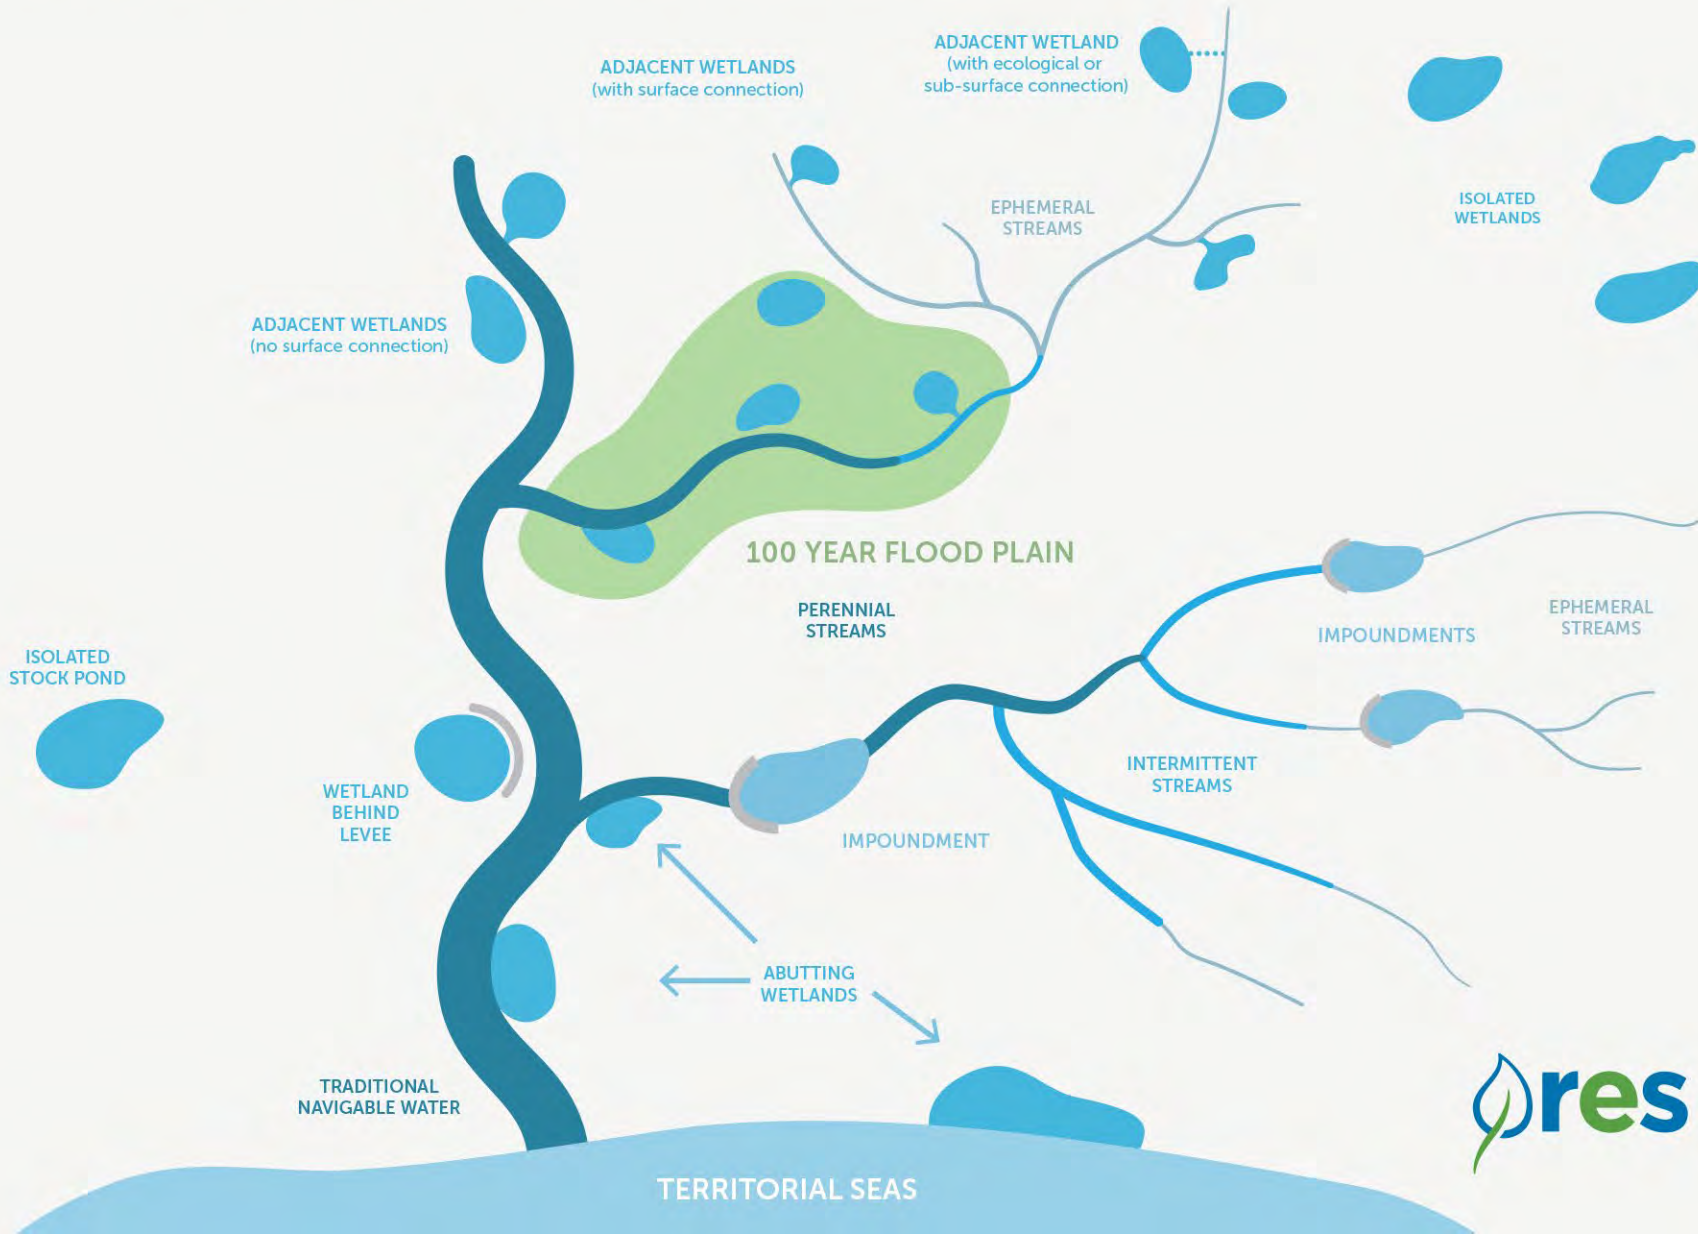 ADJACENT WETLANDS
(with surface connection)
ADJACENT WETLAND
(with ecological or
sub-surface connection)
EPHEMERAL
STREAMS
ISOLATED
WETLANDS
ADJACENT WETLANDS
(no surface connection)
100 YEAR FLOOD PLAIN
PERENNIAL
STREAMS
IMPOUNDMENTS
EPHEMERAL
STREAMS
ISOLATED
STOCK POND
WETLAND
BEHIND
LEVEE
INTERMITTENT
STREAMS
IMPOUNDMENT
ABUTTING
WETLANDS
TRADITIONAL
NAVIGABLE WATER
res
TERRITORIAL SEAS